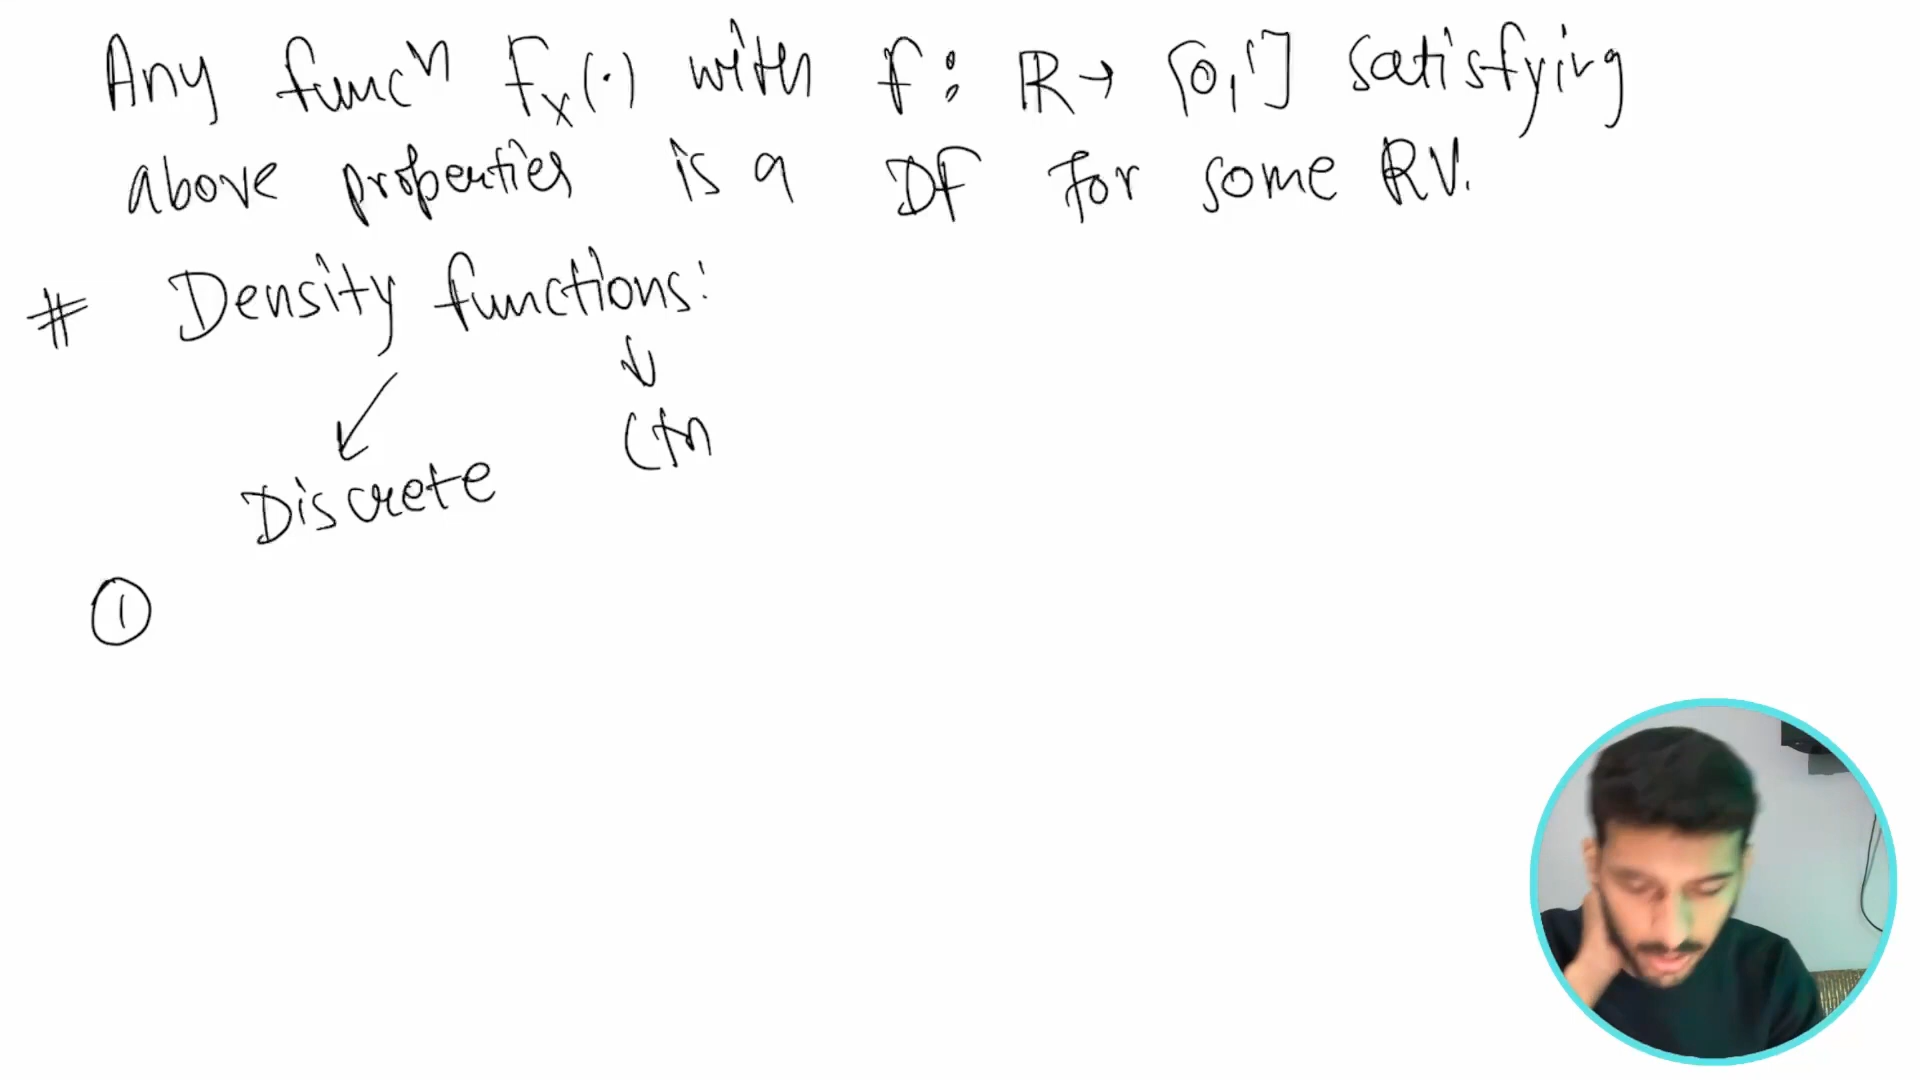 Any funcⁿ Fₓ(·) with F: ℝ → [0,1] satisfying
above properties is a DF for some RV.
# Density functions:
Discrete Ctn
①